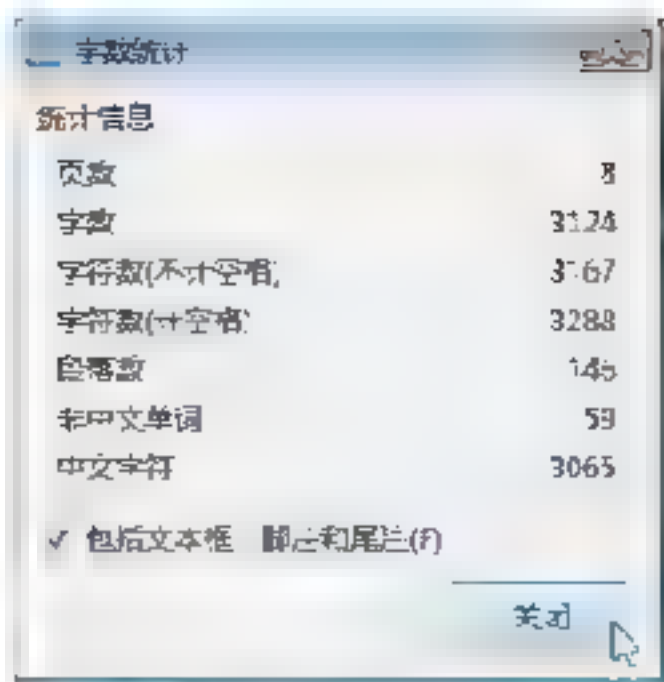 字数统计
统计信息
页数 8
字数 3124
字符数(不计空格) 3167
字符数(计空格) 3288
段落数
非中文单词 59
中文字符 3065
包括文本框、脚注和尾注(F)
关闭